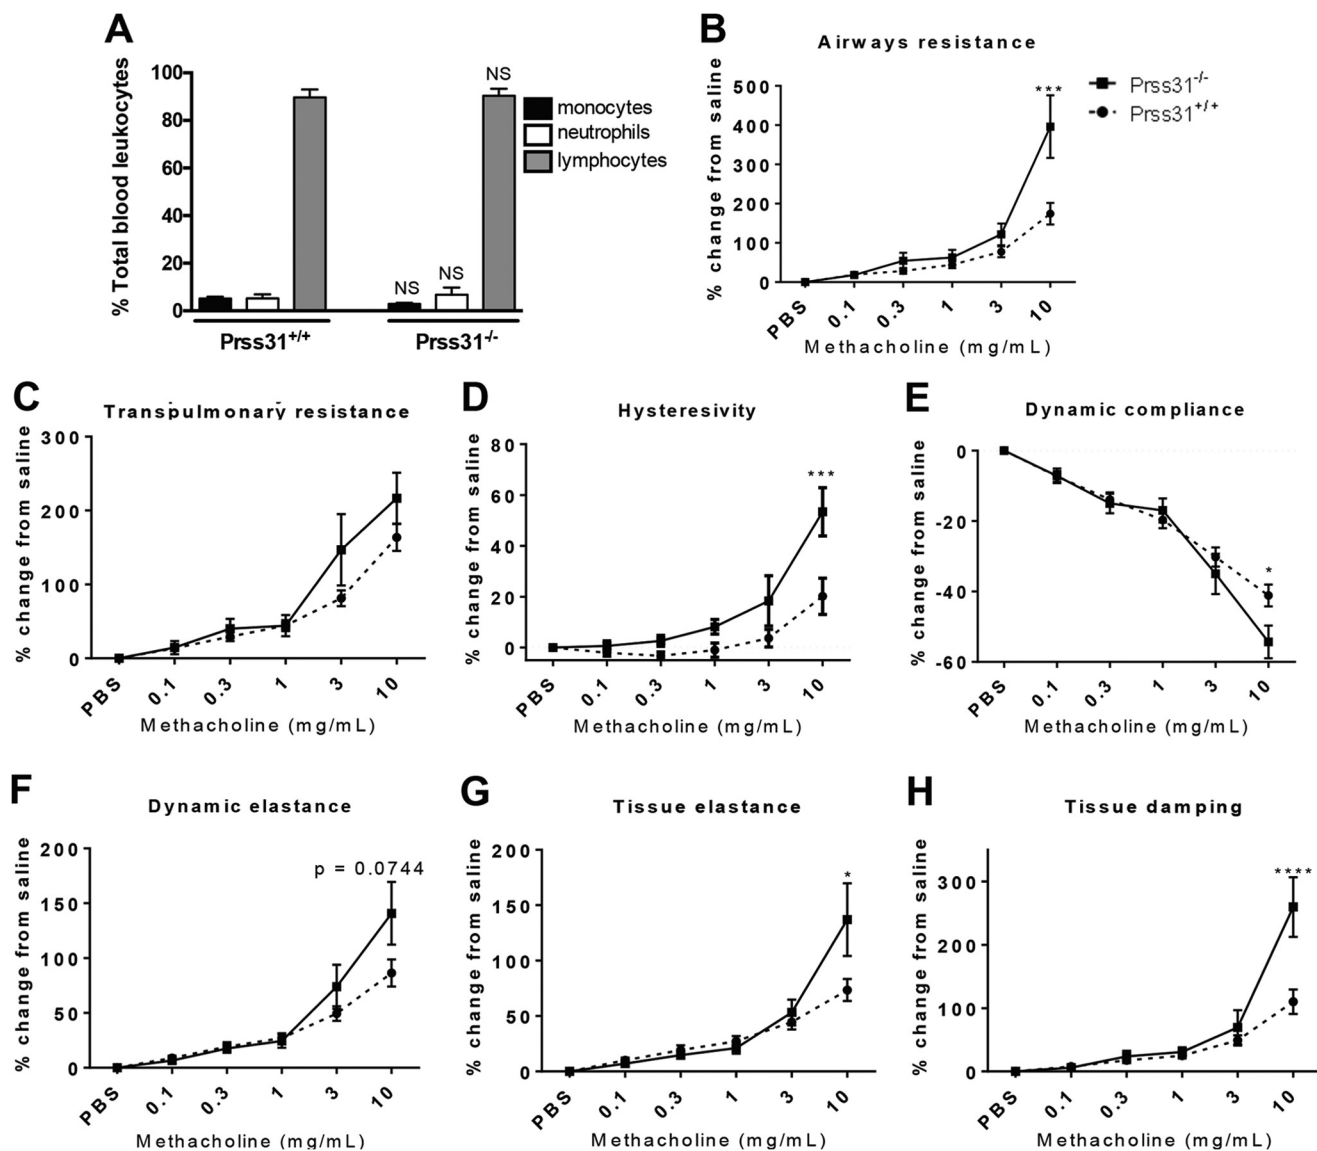 A
% Total blood leukocytes
100
80
60
40
20
0
NS
NS
NS
Prss31+/+
Prss31-/-
monocytes
neutrophils
lymphocytes
B
Airways resistance
% change from saline
500
400
300
200
100
0
***
Prss31-/-
Prss31+/+
PBS
0.1
0.3
1
3
10
Methacholine (mg/mL)
C
Transpulmonary resistance
% change from saline
300
200
100
0
PBS
0.1
0.3
1
3
10
Methacholine (mg/mL)
D
Hysteresivity
% change from saline
80
60
40
20
0
***
PBS
0.1
0.3
1
3
10
Methacholine (mg/mL)
E
Dynamic compliance
% change from saline
0
-20
-40
-60
*
PBS
0.1
0.3
1
3
10
Methacholine (mg/mL)
F
Dynamic elastance
% change from saline
200
150
100
50
0
p = 0.0744
PBS
0.1
0.3
1
3
10
Methacholine (mg/mL)
G
Tissue elastance
% change from saline
200
150
100
50
0
*
PBS
0.1
0.3
1
3
10
Methacholine (mg/mL)
H
Tissue damping
% change from saline
300
200
100
0
****
PBS
0.1
0.3
1
3
10
Methacholine (mg/mL)